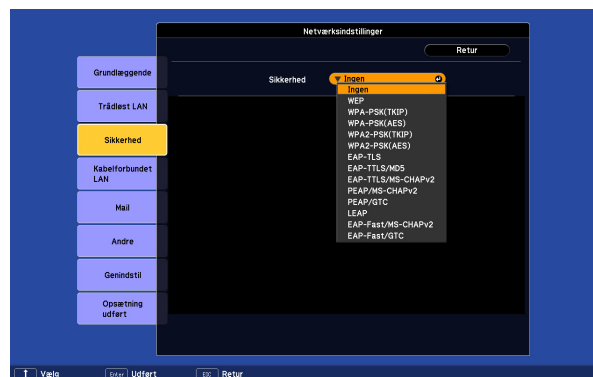 Netværksindstillinger
Retur
Grundlæggende
Trådløst LAN
Sikkerhed
Kabelforbundet
LAN
Mail
Andre
Genindstil
Opsætning
udført
Sikkerhed
Ingen
Ingen
WEP
WPA-PSK(TKIP)
WPA-PSK(AES)
WPA2-PSK(TKIP)
WPA2-PSK(AES)
EAP-TLS
EAP-TTLS/MD5
EAP-TTLS/MS-CHAPv2
PEAP/MS-CHAPv2
PEAP/GTC
LEAP
EAP-Fast/MS-CHAPv2
EAP-Fast/GTC
Vælg Enter Udført ESC Retur